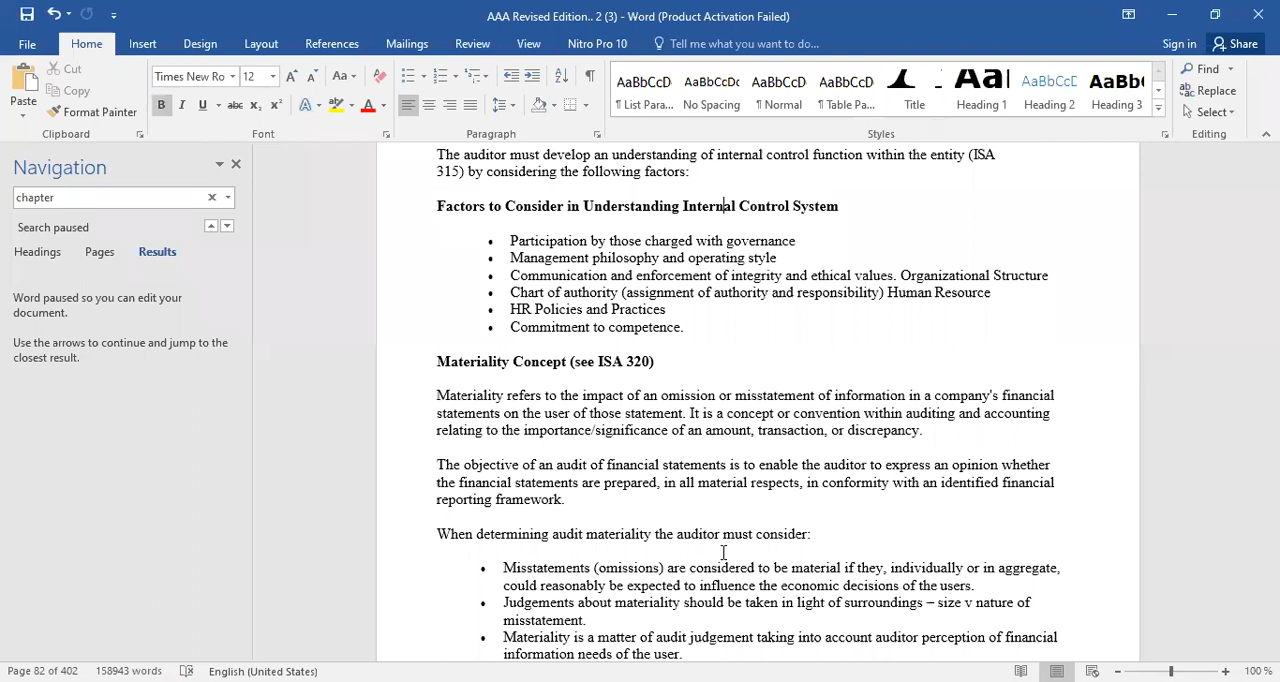 AAA Revised Edition.. 2 (3) - Word (Product Activation Failed)
File Home Insert Design Layout References Mailings Review View Nitro Pro 10 Tell me what you want to do... Sign in Share
Paste
Cut
Copy
Format Painter
Clipboard
Times New Ro 12
Font
Paragraph
AaBbCcD AaBbCcDc AaBbCcD AaBbCcD AaB AaBbCcD AaBbCcD
¶ List Para... No Spacing ¶ Normal ¶ Table Pa... Title Heading 1 Heading 2 Heading 3
Styles
Find
Replace
Select
Editing
Navigation
chapter
Search paused
Headings Pages Results
Word paused so you can edit your
document.
Use the arrows to continue and jump to the
closest result.
The auditor must develop an understanding of internal control function within the entity (ISA
315) by considering the following factors:
Factors to Consider in Understanding Internal Control System
• Participation by those charged with governance
• Management philosophy and operating style
• Communication and enforcement of integrity and ethical values. Organizational Structure
• Chart of authority (assignment of authority and responsibility) Human Resource
• HR Policies and Practices
• Commitment to competence.
Materiality Concept (see ISA 320)
Materiality refers to the impact of an omission or misstatement of information in a company's financial
statements on the user of those statement. It is a concept or convention within auditing and accounting
relating to the importance/significance of an amount, transaction, or discrepancy.
The objective of an audit of financial statements is to enable the auditor to express an opinion whether
the financial statements are prepared, in all material respects, in conformity with an identified financial
reporting framework.
When determining audit materiality the auditor must consider:
• Misstatements (omissions) are considered to be material if they, individually or in aggregate,
could reasonably be expected to influence the economic decisions of the users.
• Judgements about materiality should be taken in light of surroundings – size v nature of
misstatement.
• Materiality is a matter of audit judgement taking into account auditor perception of financial
information needs of the user.
Page 82 of 402 158943 words English (United States) 100 %